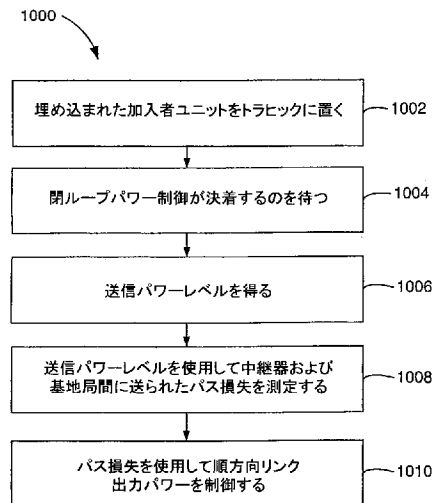 1000
埋め込まれた加入者ユニットをトラヒックに置く
1002
閉ループパワー制御が決着するのを待つ
1004
送信パワーレベルを得る
1006
送信パワーレベルを使用して中継器および
基地局間に送られたパス損失を測定する
1008
パス損失を使用して順方向リンク
出力パワーを制御する
1010